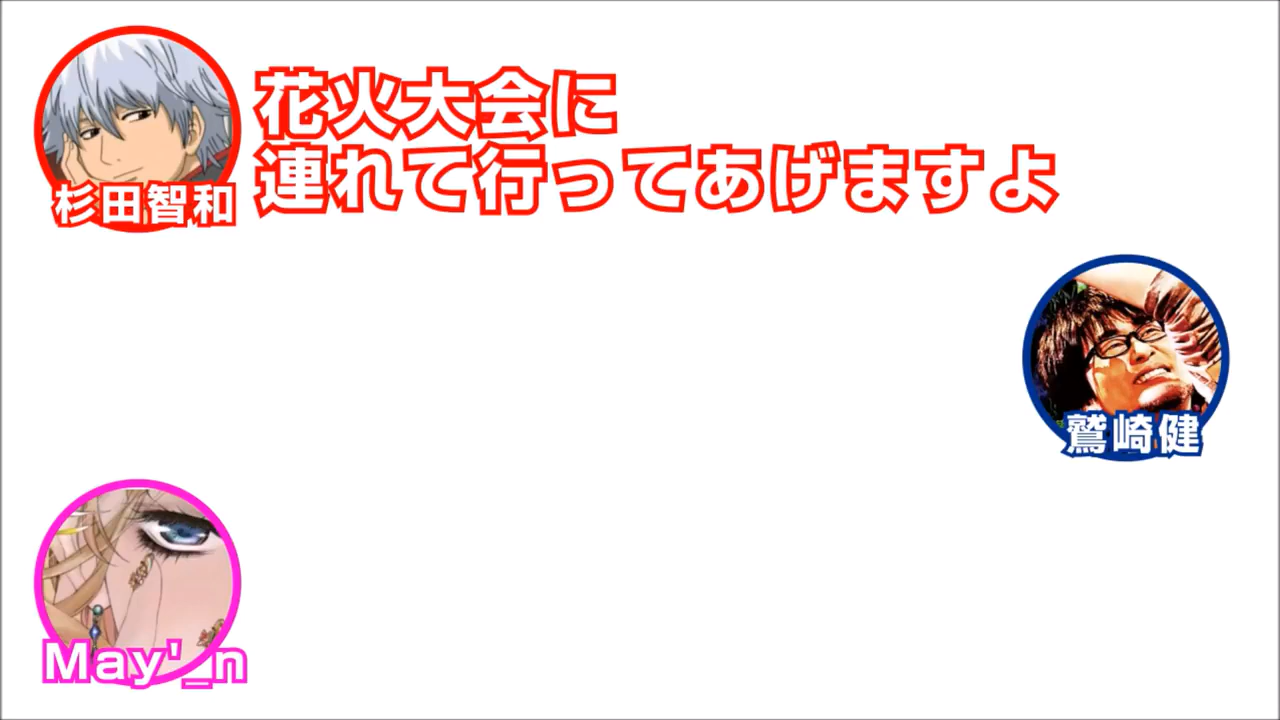 花火大会に
連れて行ってあげますよ
杉田智和
鷲崎健
May'_n